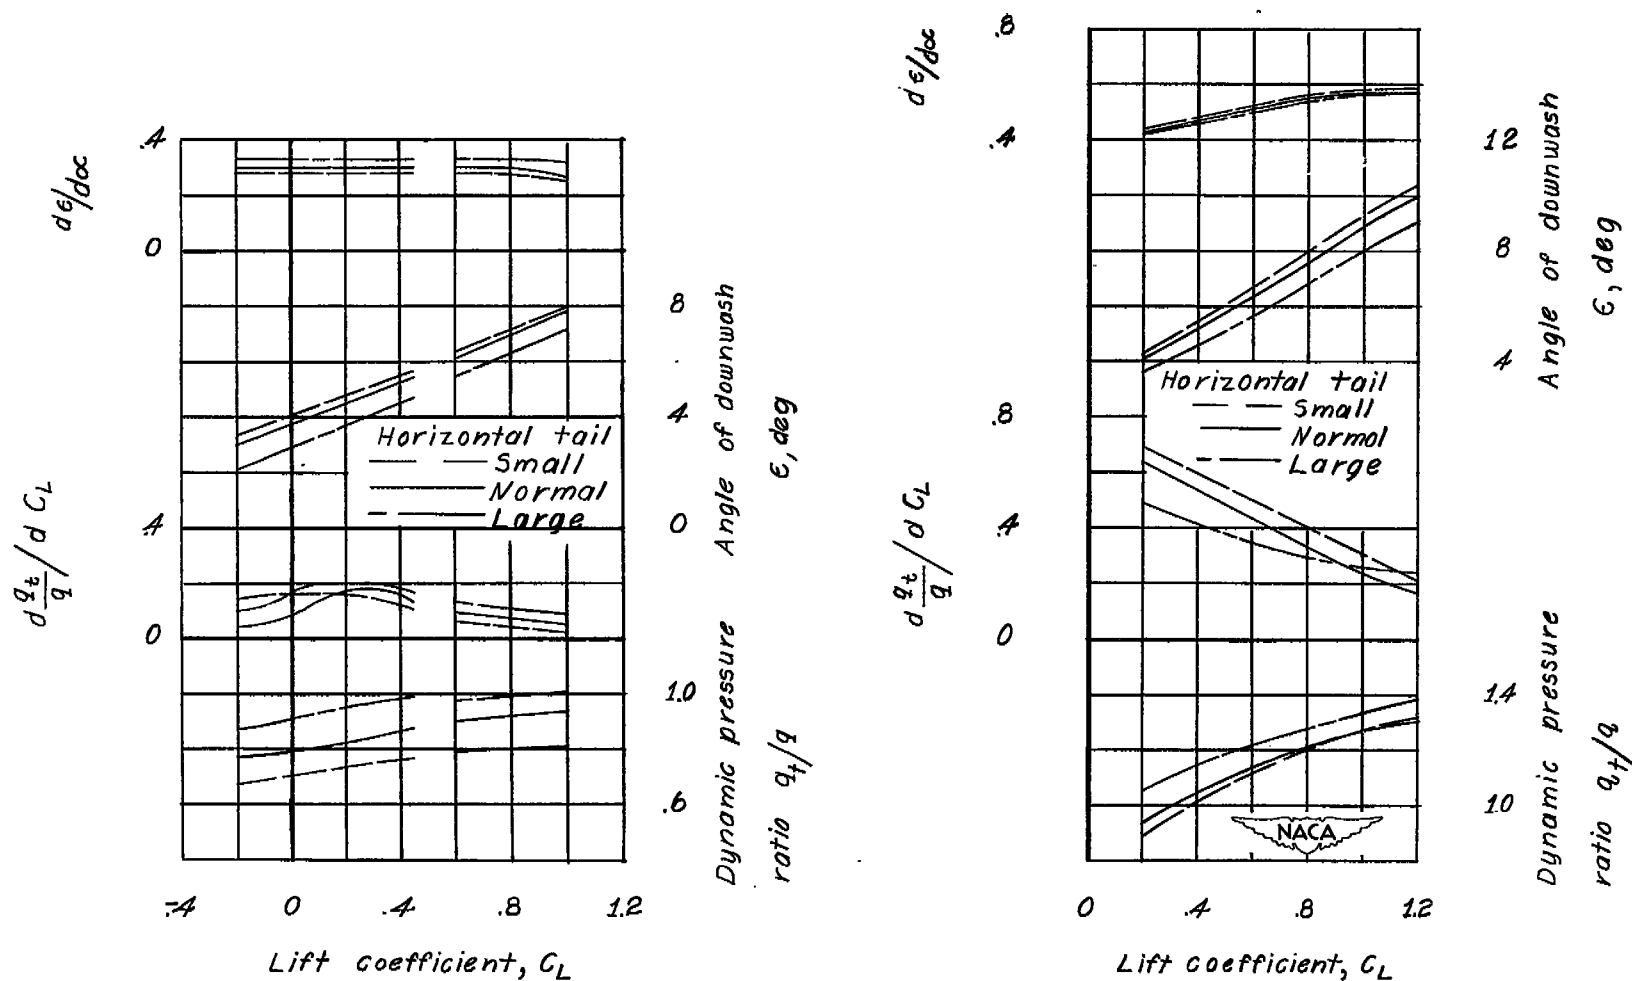 .4
dϵ/dα
0
8
4
0
Angle of downwash
ϵ, deg
Horizontal tail
Small
Normal
Large
.4
d qt/q / d CL
0
1.0
.6
Dynamic pressure
ratio qt/q
-.4 0 .4 .8 1.2
Lift coefficient, CL
.8
dϵ/dα
.4
12
8
4
Angle of downwash
ϵ, deg
Horizontal tail
Small
Normal
Large
.8
.4
d qt/q / d CL
0
1.4
1.0
Dynamic pressure
ratio qt/q
NACA
0 .4 .8 1.2
Lift coefficient, CL